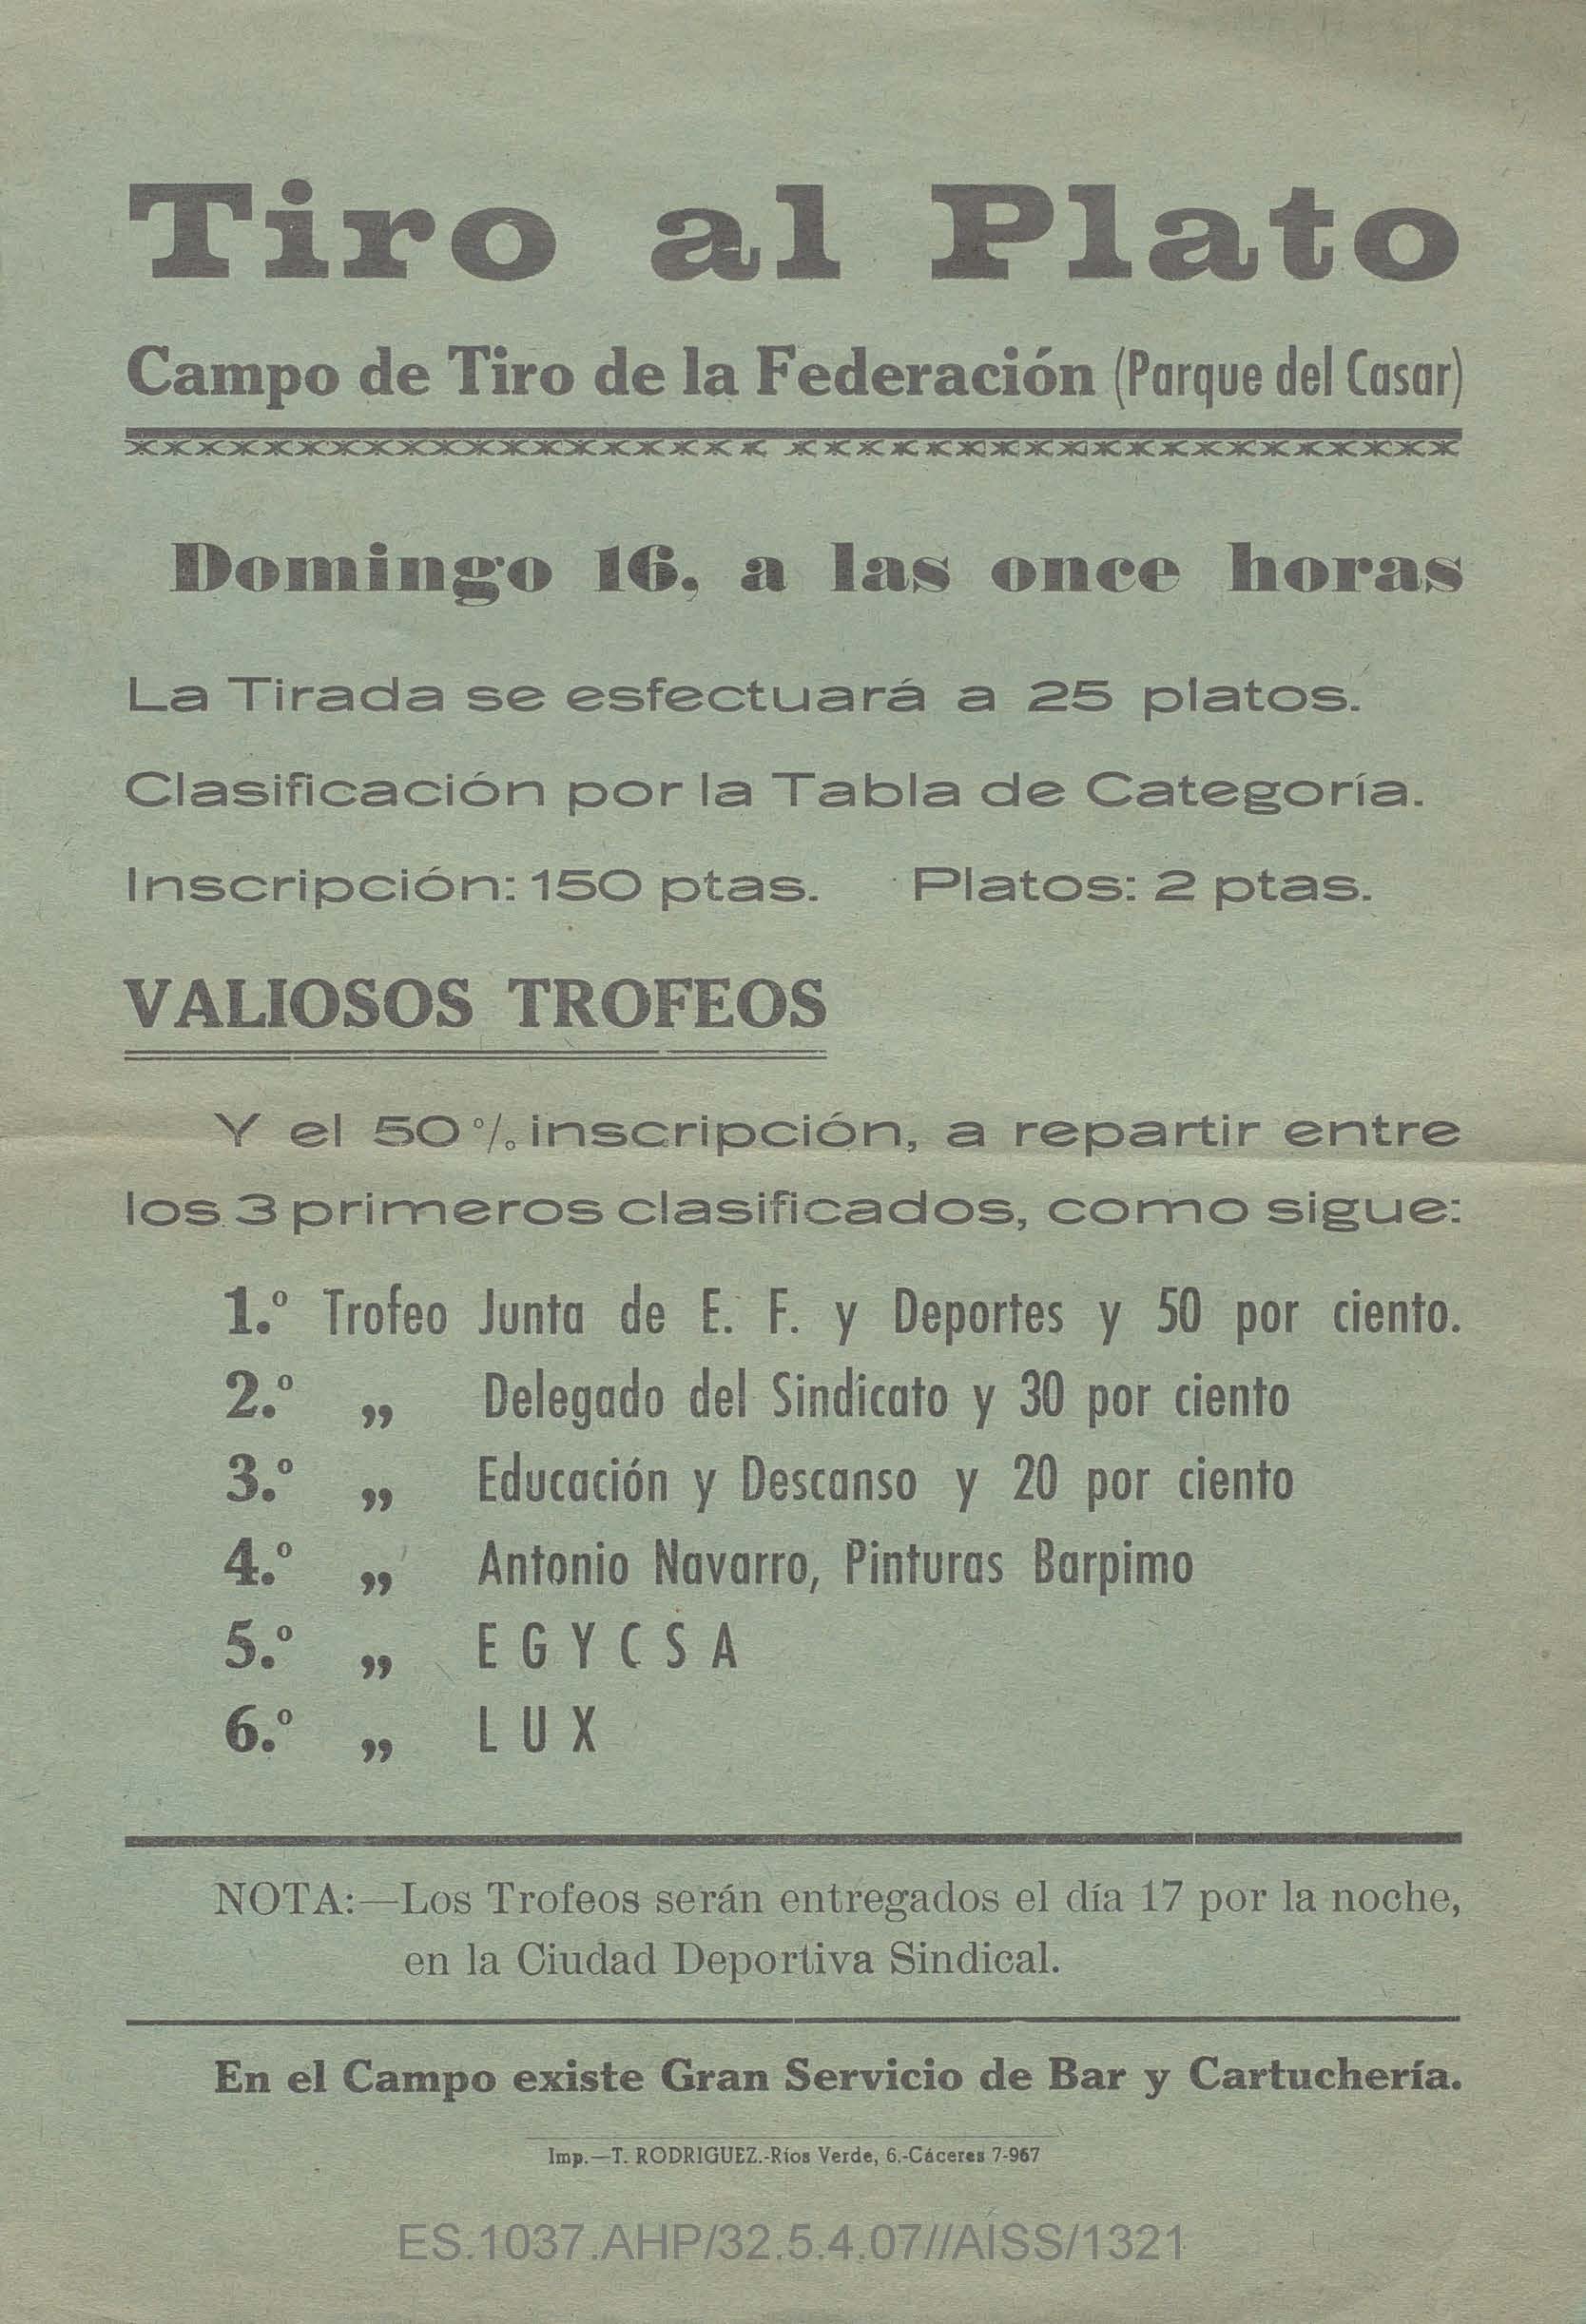 Tiro al Plato
Campo de Tiro de la Federación (Parque del Casar)
Domingo 16, a las once horas
La Tirada se esfectuará a 25 platos.
Clasificación por la Tabla de Categoría.
Inscripción: 150 ptas. Platos: 2 ptas.
VALIOSOS TROFEOS
Y el 50 % inscripción, a repartir entre
los 3 primeros clasificados, como sigue:
1.º Trofeo Junta de E. F. y Deportes y 50 por ciento.
2.º „ Delegado del Sindicato y 30 por ciento
3.º „ Educación y Descanso y 20 por ciento
4.º „ Antonio Navarro, Pinturas Barpimo
5.º „ EGYCSA
6.º „ LUX
NOTA:—Los Trofeos serán entregados el día 17 por la noche,
en la Ciudad Deportiva Sindical.
En el Campo existe Gran Servicio de Bar y Cartuchería.
Imp.—T. RODRIGUEZ.-Ríos Verde, 6.-Cáceres 7-967
ES.1037.AHP/32.5.4.07//AISS/1321